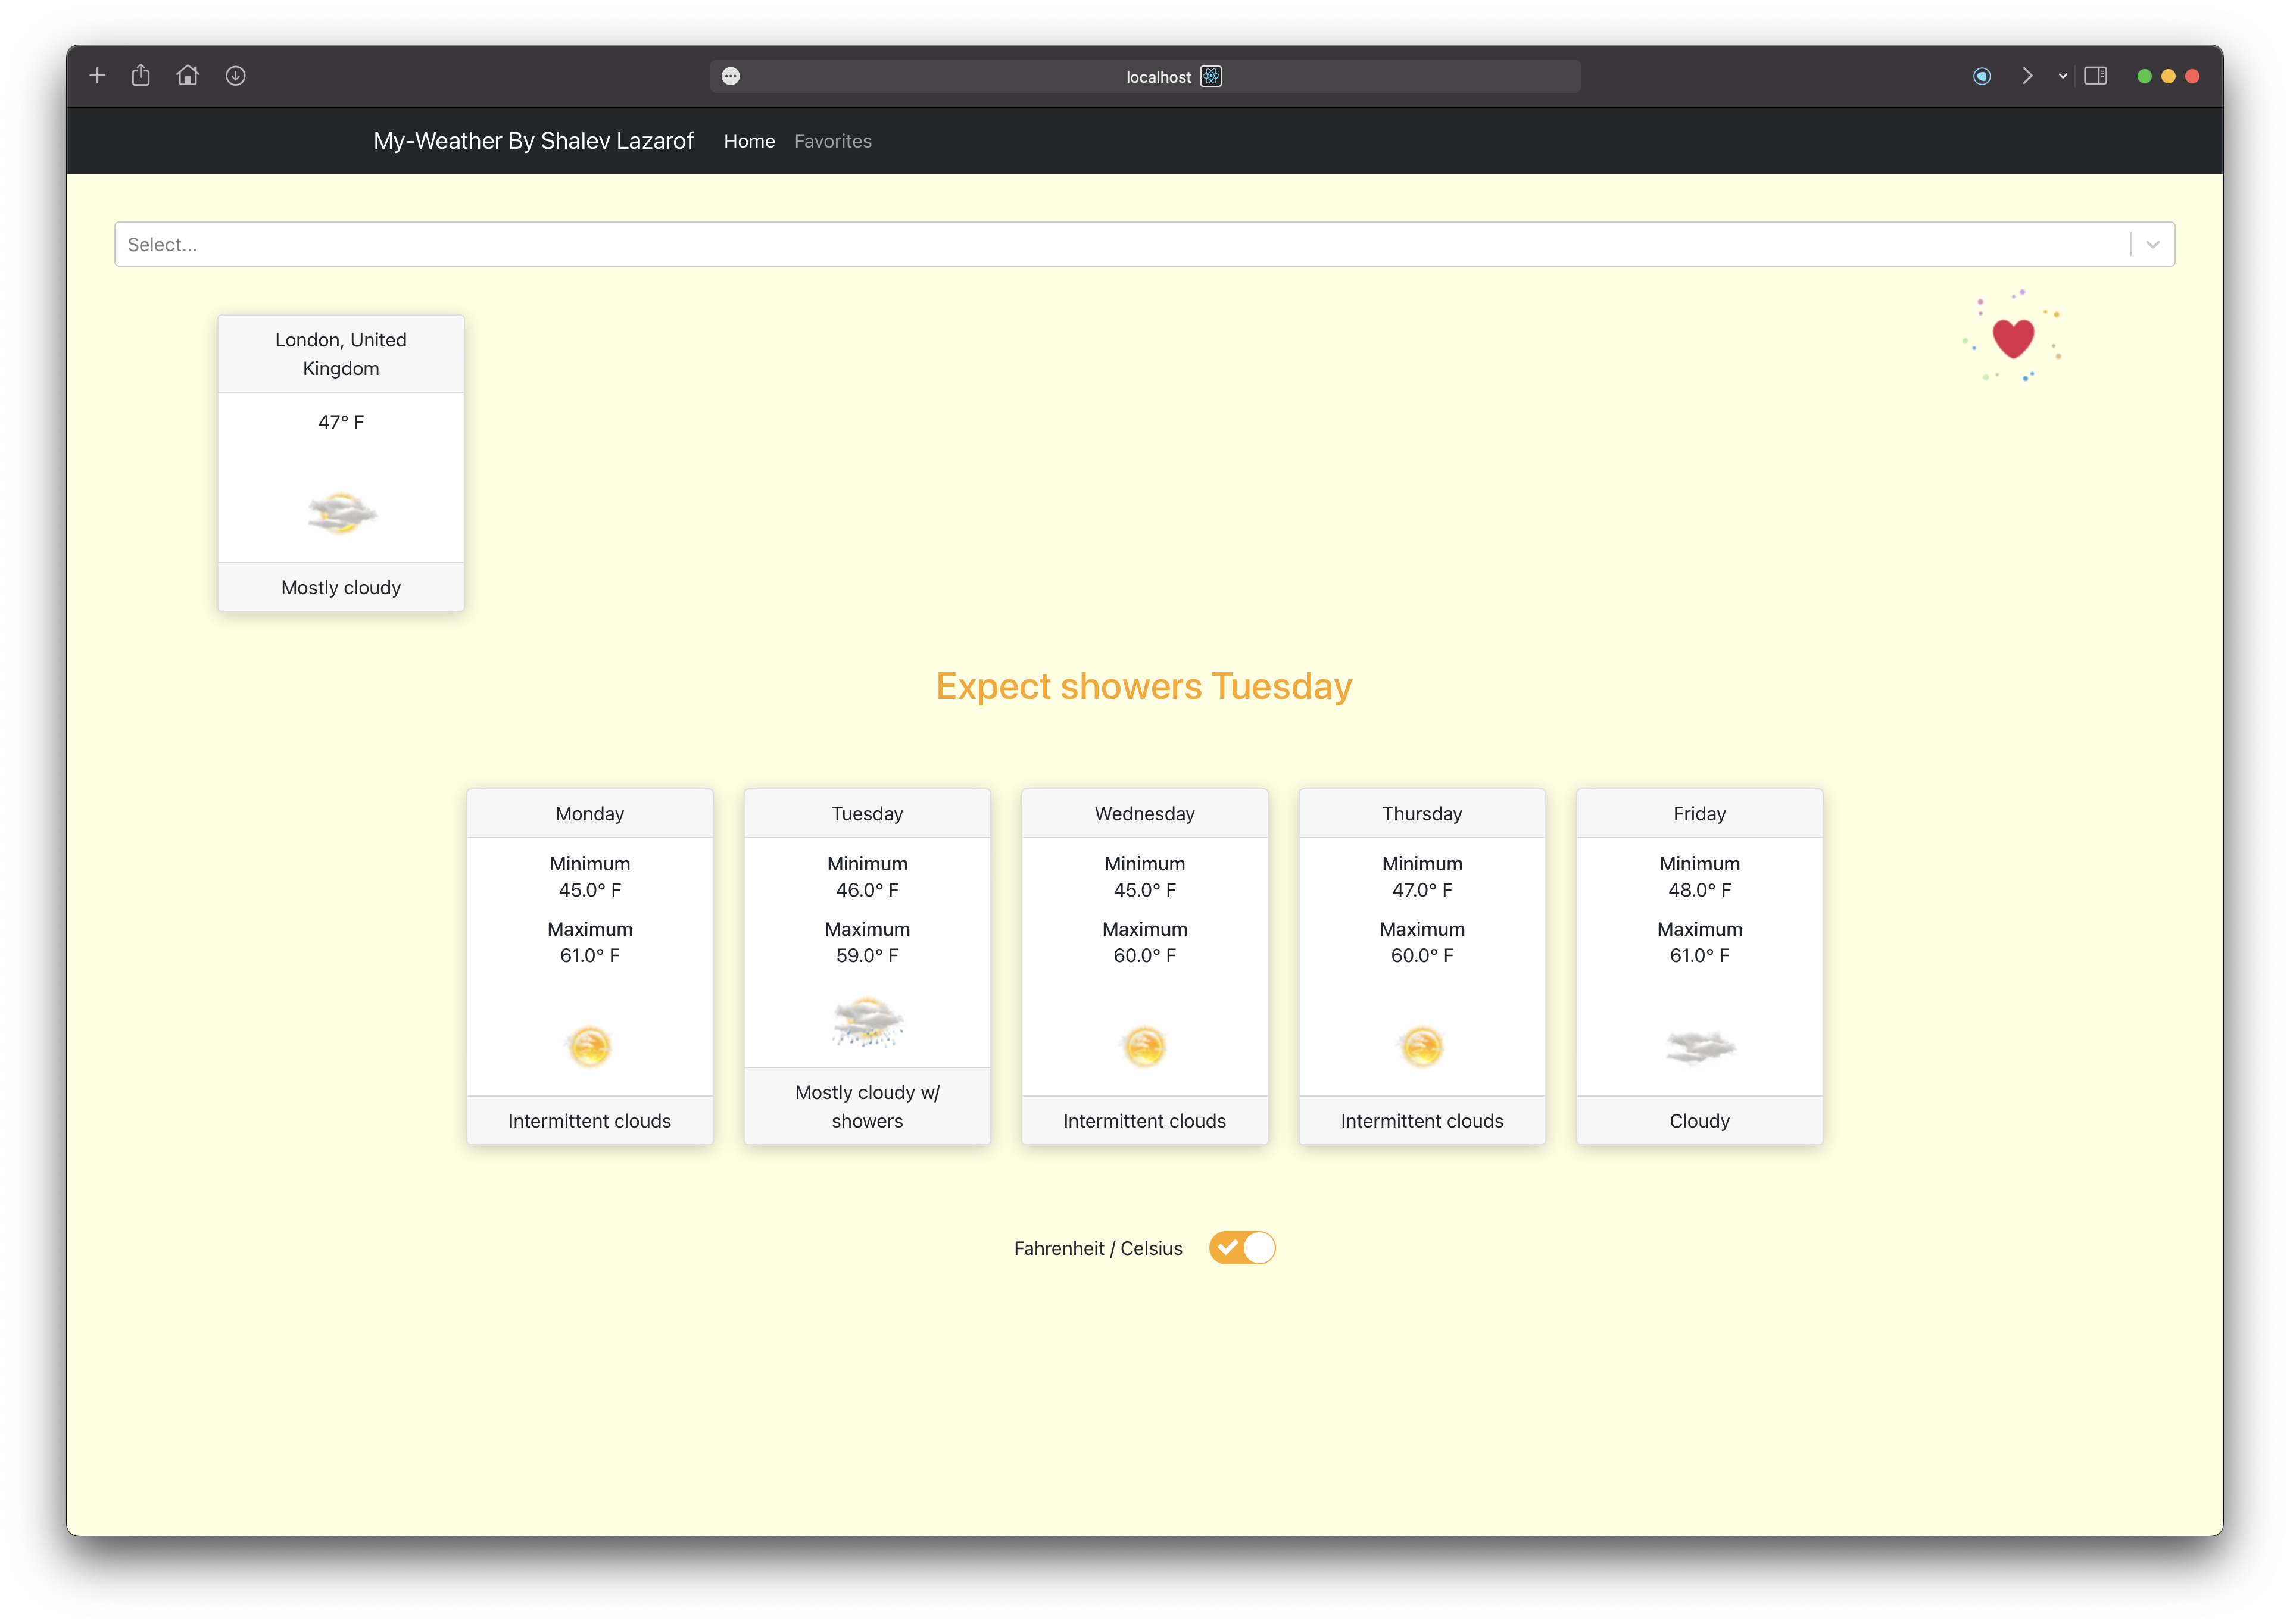 localhost
My-Weather By Shalev Lazarof Home Favorites
Select...
London, United
Kingdom
47° F
Mostly cloudy
Expect showers Tuesday
Monday
Minimum
45.0° F
Maximum
61.0° F
Intermittent clouds
Tuesday
Minimum
46.0° F
Maximum
59.0° F
Mostly cloudy w/
showers
Wednesday
Minimum
45.0° F
Maximum
60.0° F
Intermittent clouds
Thursday
Minimum
47.0° F
Maximum
60.0° F
Intermittent clouds
Friday
Minimum
48.0° F
Maximum
61.0° F
Cloudy
Fahrenheit / Celsius